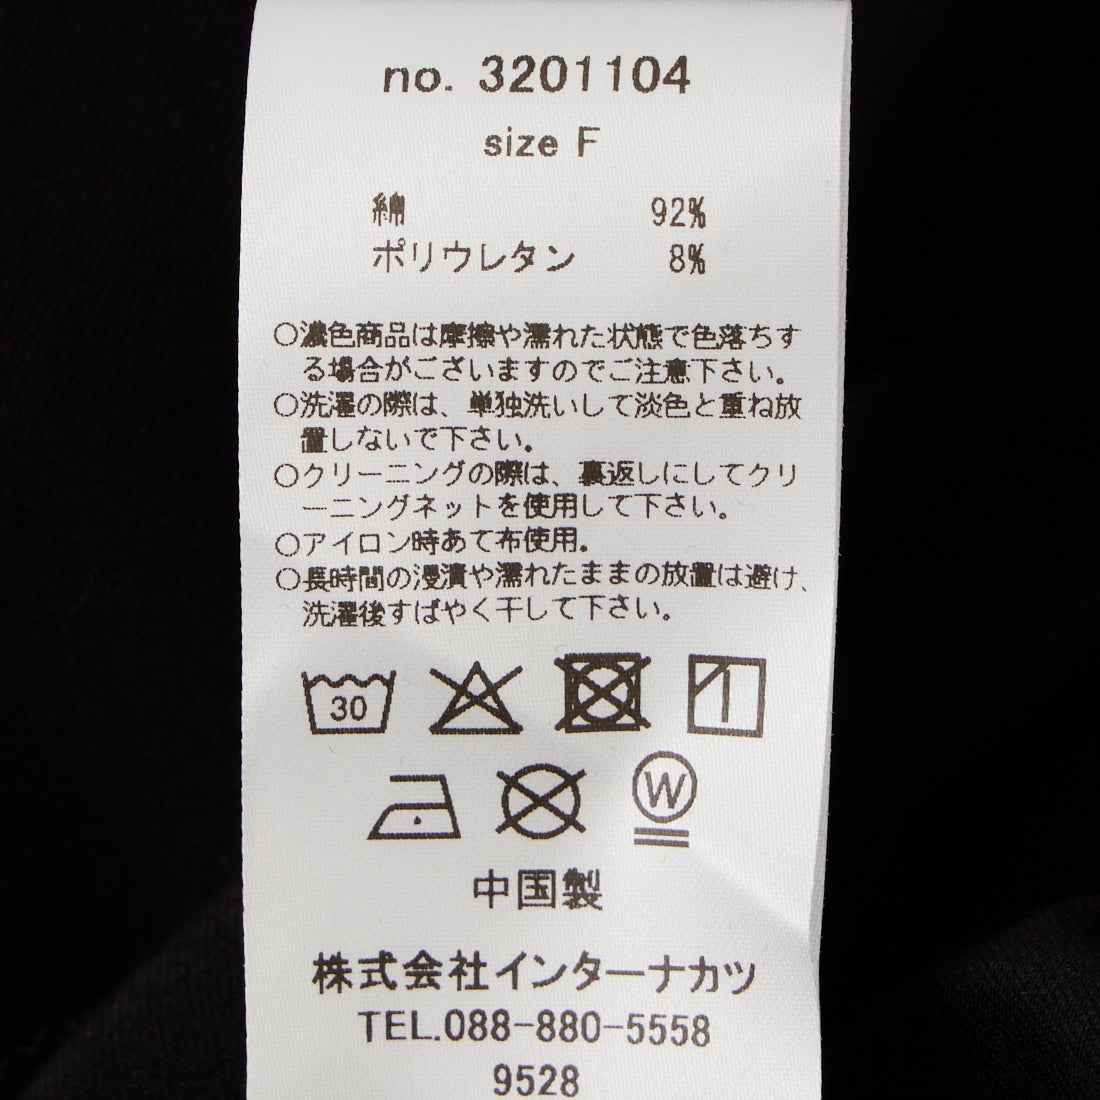 no. 3201104
size F
綿 92%
ポリウレタン 8%
○濃色商品は摩擦や濡れた状態で色落ちす
る場合がございますのでご注意下さい。
○洗濯の際は、単独洗いして淡色と重ね放
置しないで下さい。
○クリーニングの際は、裏返しにしてクリ
ーニングネットを使用して下さい。
○アイロン時あて布使用。
○長時間の浸漬や濡れたままの放置は避け、
洗濯後すばやく干して下さい。
30
W
中国製
株式会社インターナカツ
TEL.088-880-5558
9528